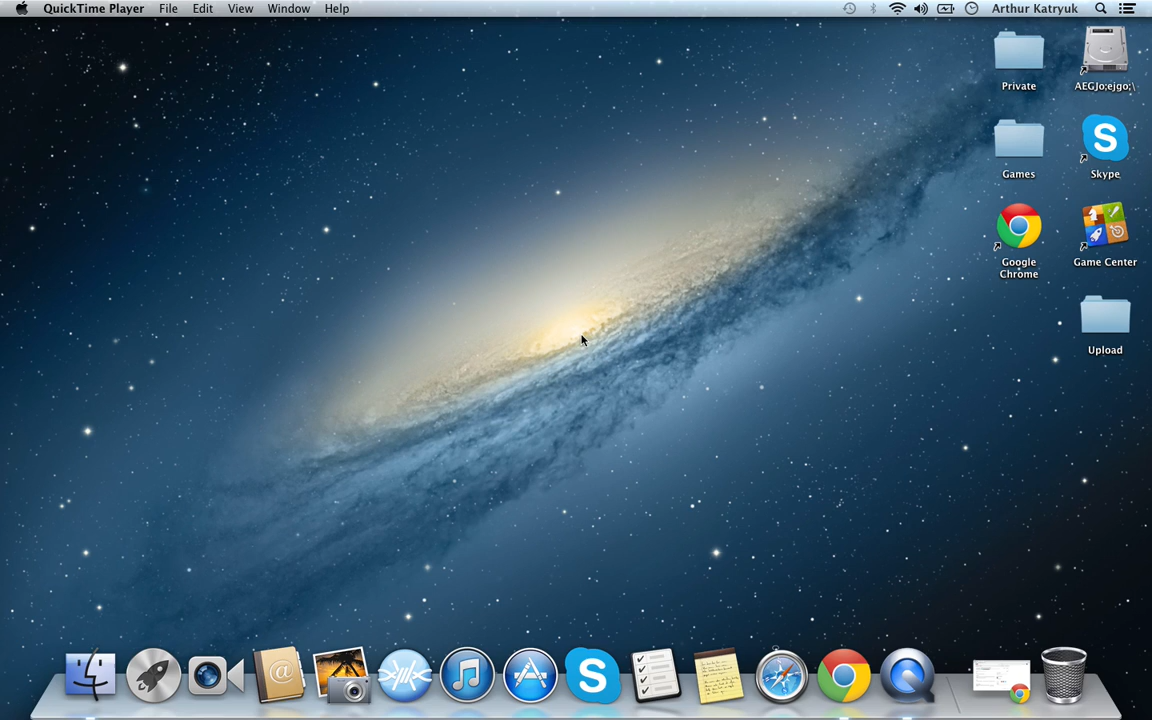 QuickTime Player File Edit View Window Help Arthur Katryuk
Private
AEGJo;ejgo;\
Games
Skype
Google
Chrome
Game Center
Upload